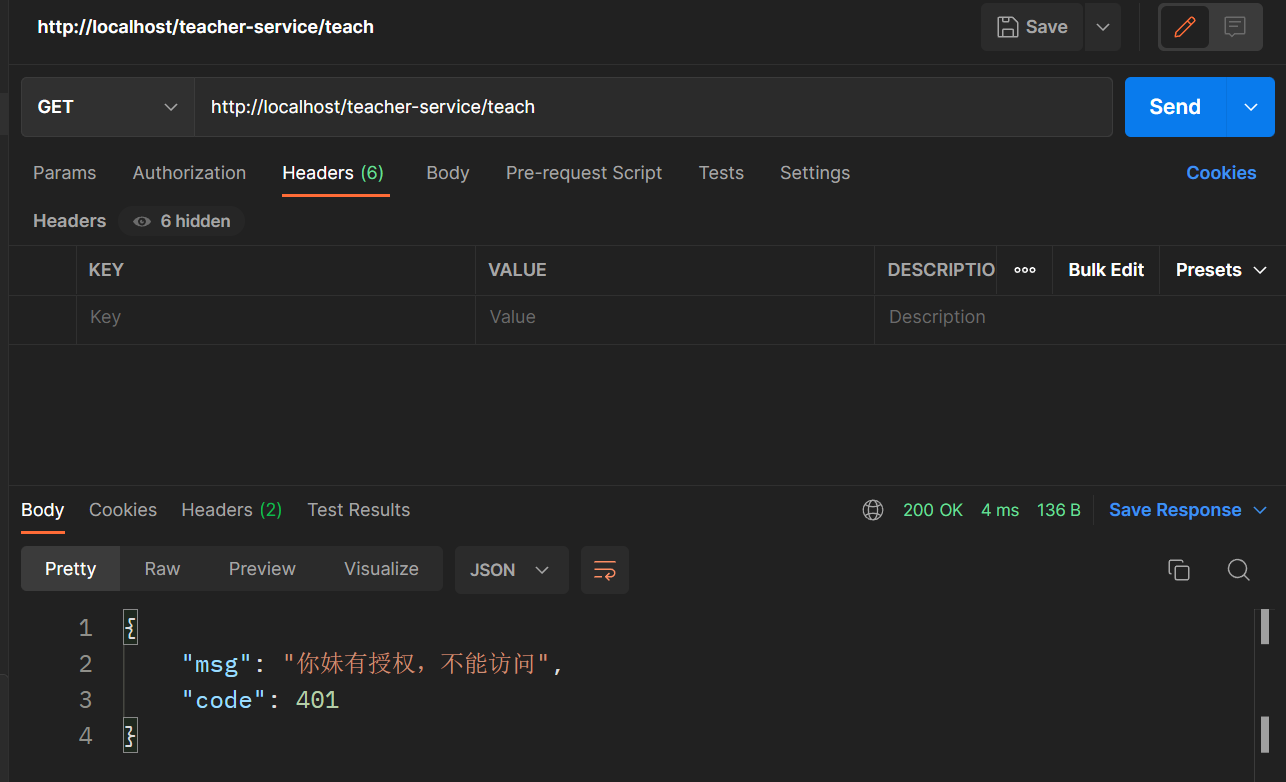 http://localhost/teacher-service/teach
Save
GET
http://localhost/teacher-service/teach
Send
Params
Authorization
Headers (6)
Body
Pre-request Script
Tests
Settings
Cookies
Headers
6 hidden
KEY
VALUE
DESCRIPTIO
Bulk Edit
Presets
Key
Value
Description
Body
Cookies
Headers (2)
Test Results
200 OK
4 ms
136 B
Save Response
Pretty
Raw
Preview
Visualize
JSON
1 {
2 "msg": "你妹有授权，不能访问",
3 "code": 401
4 }